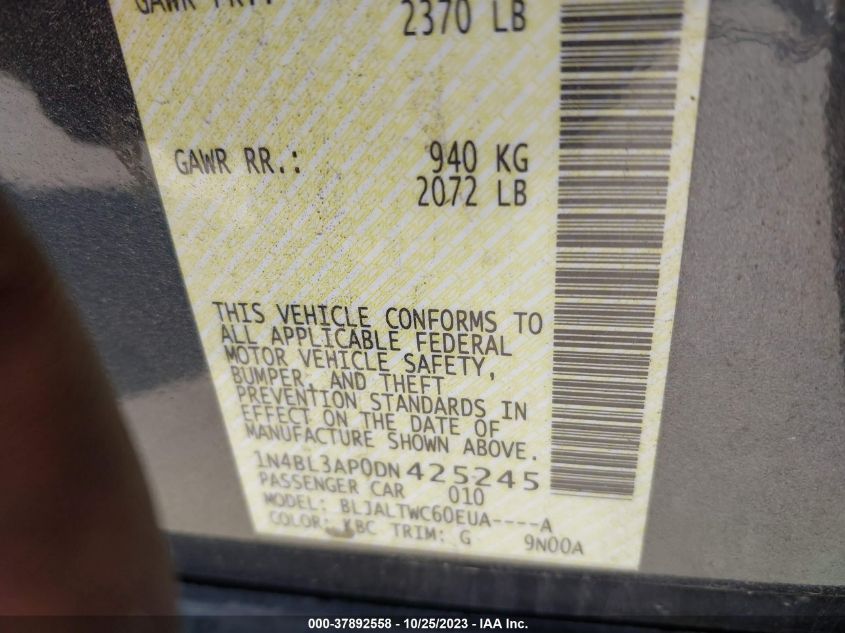 GAWR FRT.:
2370 LB
GAWR RR.: 940 KG
2072 LB
THIS VEHICLE CONFORMS TO
ALL APPLICABLE FEDERAL
MOTOR VEHICLE SAFETY,
BUMPER, AND THEFT
PREVENTION STANDARDS IN
EFFECT ON THE DATE OF
MANUFACTURE SHOWN ABOVE.
1N4BL3AP0DN425245
PASSENGER CAR 010
MODEL: BLJALTWC60EUA----A
COLOR: KBC TRIM: G 9N00A
000-37892558 - 10/25/2023 - IAA Inc.